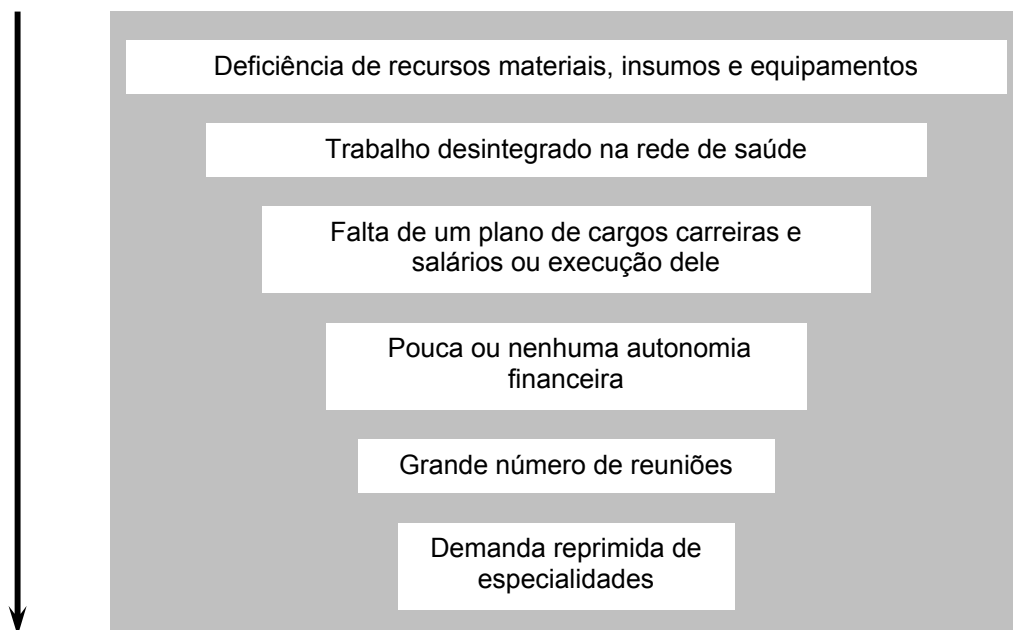 Deficiência de recursos materiais, insumos e equipamentos
Trabalho desintegrado na rede de saúde
Falta de um plano de cargos carreiras e
salários ou execução dele
Pouca ou nenhuma autonomia
financeira
Grande número de reuniões
Demanda reprimida de
especialidades